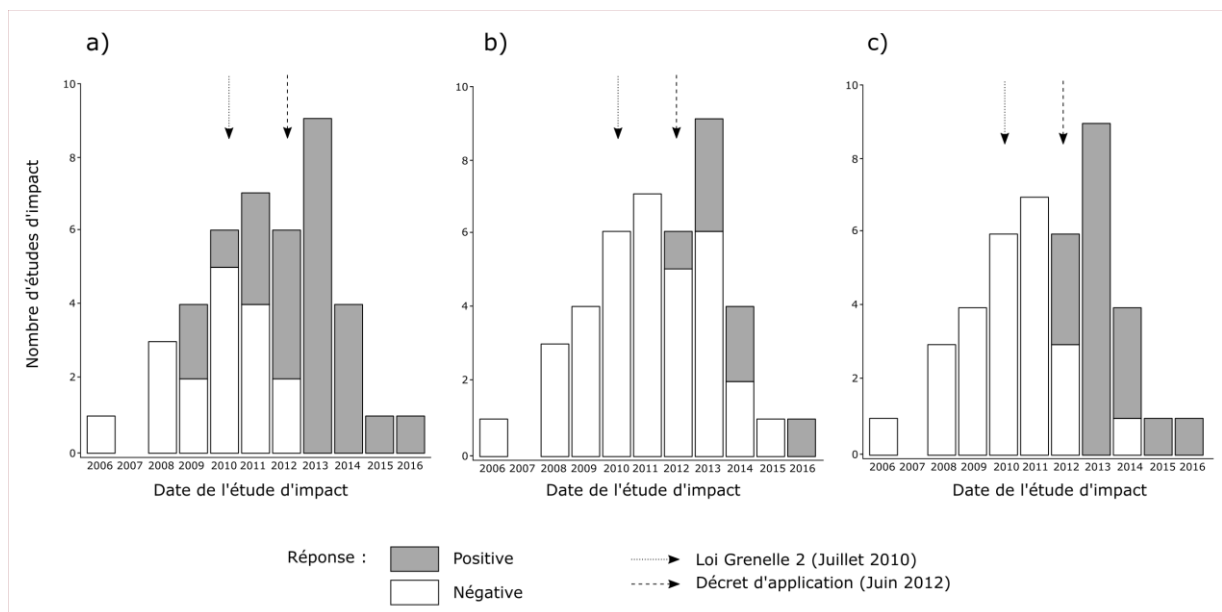 a)
b)
c)
Nombre d'études d'impact
10
8
6
4
2
0
2006 2007 2008 2009 2010 2011 2012 2013 2014 2015 2016
Date de l'étude d'impact
10
8
6
4
2
0
2006 2007 2008 2009 2010 2011 2012 2013 2014 2015 2016
Date de l'étude d'impact
10
8
6
4
2
0
2006 2007 2008 2009 2010 2011 2012 2013 2014 2015 2016
Date de l'étude d'impact
Réponse :
Positive
Négative
Loi Grenelle 2 (Juillet 2010)
Décret d'application (Juin 2012)